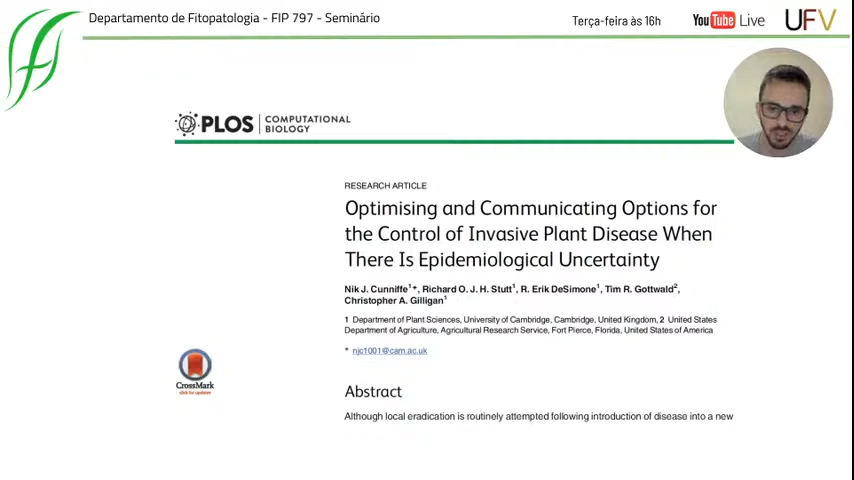 Departamento de Fitopatologia - FIP 797 - Seminário
Terça-feira às 16h
YouTube Live
UFV
PLOS | COMPUTATIONAL
BIOLOGY
RESEARCH ARTICLE
Optimising and Communicating Options for
the Control of Invasive Plant Disease When
There Is Epidemiological Uncertainty
Nik J. Cunniffe1*, Richard O. J. H. Stutt1, R. Erik DeSimone1, Tim R. Gottwald2,
Christopher A. Gilligan1
1 Department of Plant Sciences, University of Cambridge, Cambridge, United Kingdom, 2 United States
Department of Agriculture, Agricultural Research Service, Fort Pierce, Florida, United States of America
* njc1001@cam.ac.uk
CrossMark
click for updates
Abstract
Although local eradication is routinely attempted following introduction of disease into a new